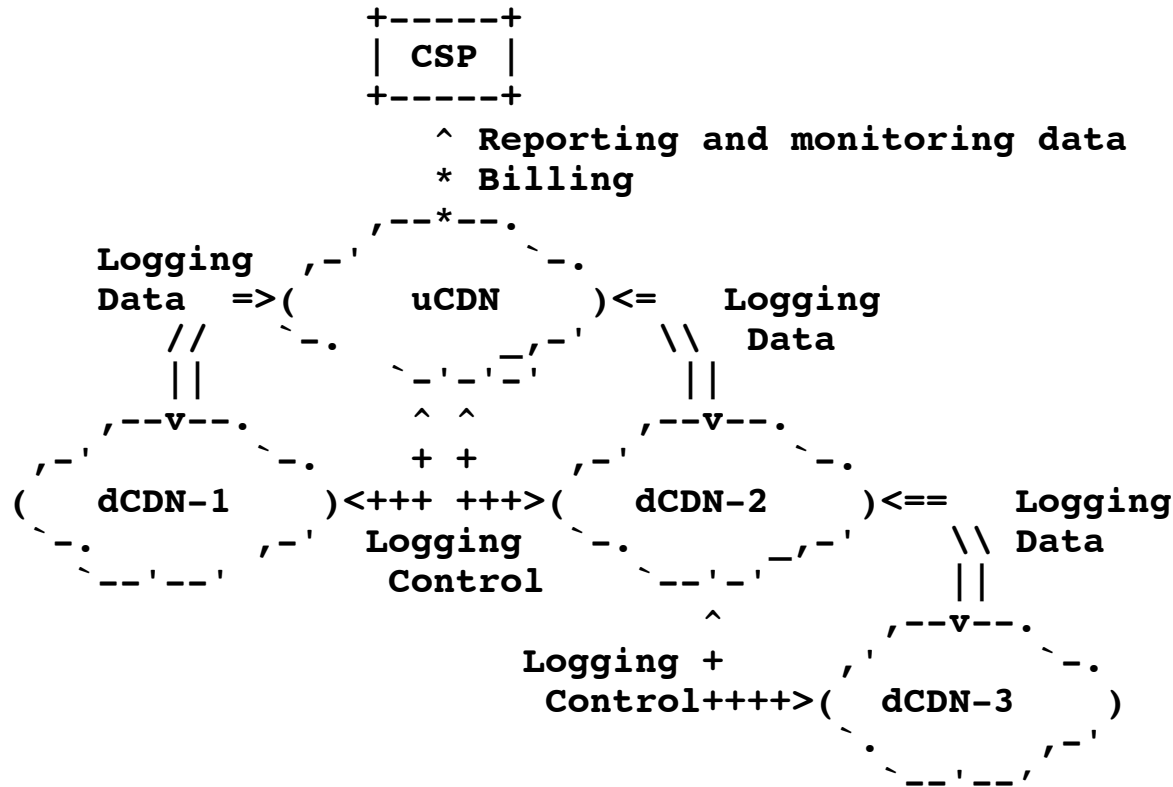 CSP
Reporting and monitoring data
Billing
Logging
Data uCDN Logging
Data
dCDN-1 dCDN-2 Logging
Logging Data
Control
Logging
Control dCDN-3